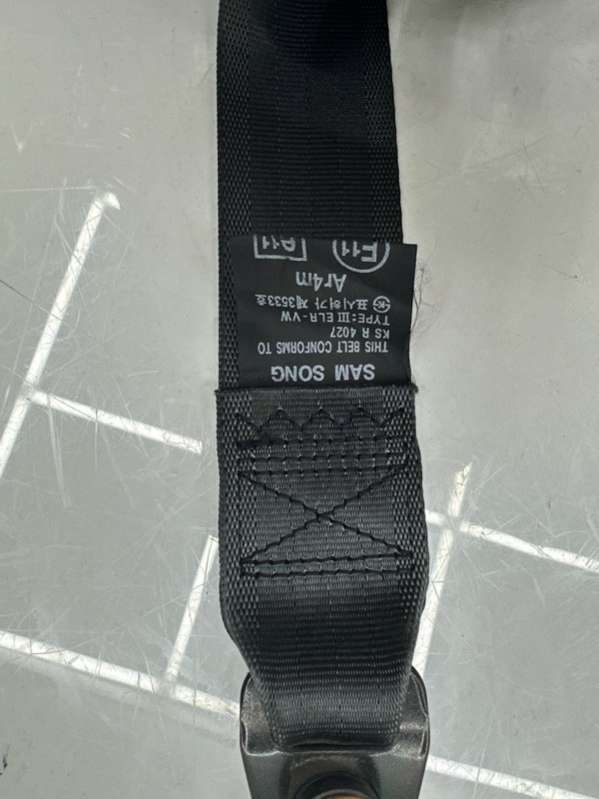 SAM SONG
THIS BELT CONFORMS TO
KS R 4027
TYPE:III ELR-VW
㉿ 표시허가 제3533호
Ar4m
E11 e11